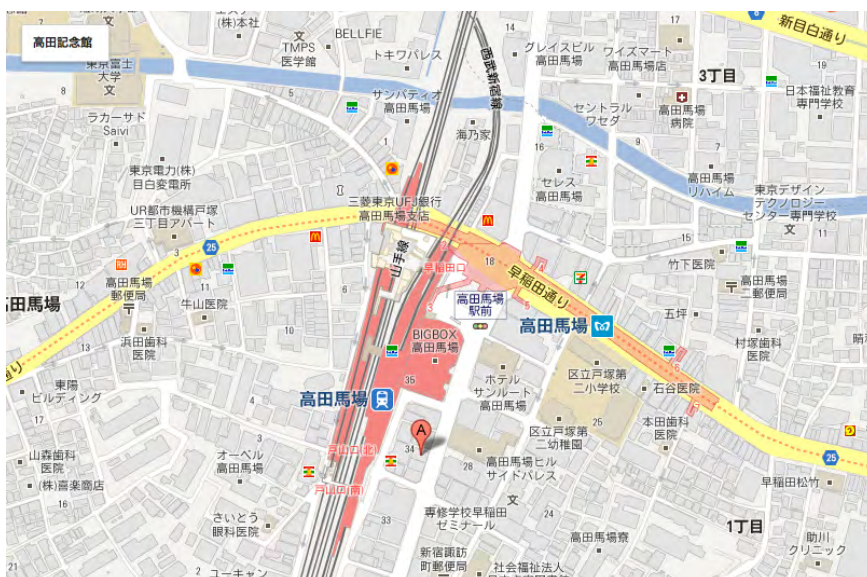 高田記念館
(株)本社
BELLFIE
TMPS
医学館
トキワパレス
グレイスビル
高田馬場
ワイズマート
高田馬場店
3丁目
新目白通り
8
東京富士
大学
ラカーサド
Saivi
サンパティオ
高田馬場
西武新宿線
セントラル
ワセダ
高田馬場
病院
日本福祉教育
専門学校
海乃家
東京電力(株)
目白変電所
セレス
高田馬場
高田馬場
リハイム
東京デザイン
テクノロジー
センター専門学校
UR都市機構戸塚
三丁目アパート
三菱東京UFJ銀行
高田馬場支店
25
山手線
早稲田口
18
早稲田通り
竹下医院
高田馬場
二郵便局
高田馬場
郵便局
高田馬場
牛山医院
高田馬場
駅前
高田馬場
五坪
村塚歯科
医院
浜田歯科
医院
BIGBOX
高田馬場
東陽
ビルディング
35
ホテル
サンルート
高田馬場
区立戸塚第
二小学校
石谷医院
高田馬場
本田歯科
医院
山森歯科
医院
(株)喜楽商店
オーベル
高田馬場
戸山口(北)
34
A
区立戸塚第
二幼稚園
高田馬場ヒル
サイドパレス
28
25
戸山口(南)
早稲田松竹
さいとう
眼科医院
33
専修学校早稲田
ゼミナール
高田馬場寮
1丁目
助川
クリニック
新宿諏訪
町郵便局
社会福祉法人
ユーキャン